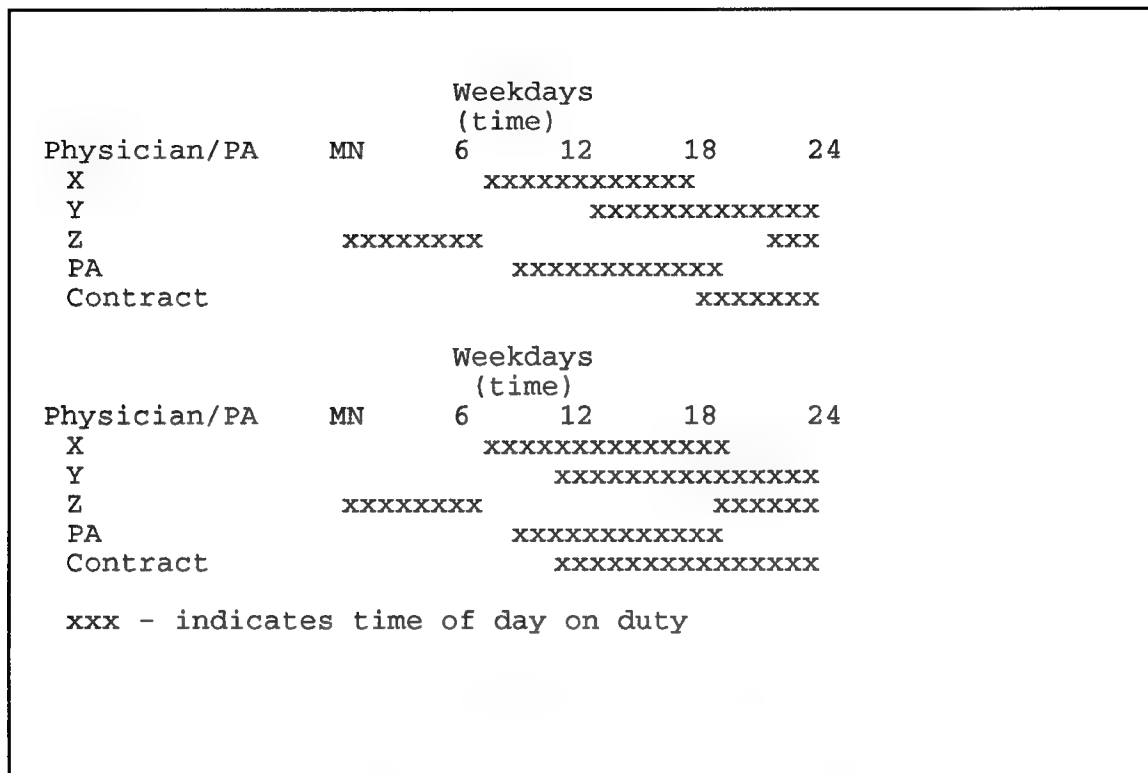 Weekdays
(time)
Physician/PA MN 6 12 18 24
X xxxxxxxxxxxx
Y xxxxxxxxxxxxx
Z xxxxxxxx xxx
PA xxxxxxxxxxxx
Contract xxxxxxx
Weekdays
(time)
Physician/PA MN 6 12 18 24
X xxxxxxxxxxxxxx
Y xxxxxxxxxxxxxxx
Z xxxxxxxx xxxxxx
PA xxxxxxxxxxxx
Contract xxxxxxxxxxxxxxx
xxx - indicates time of day on duty